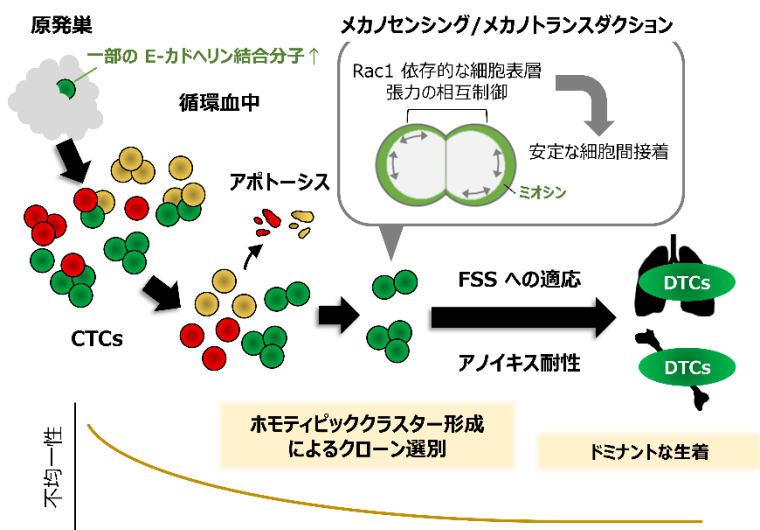 原発巣
一部の E-カドヘリン結合分子↑
循環血中
アポトーシス
CTCs
メカノセンシング/メカノトランスダクション
Rac1 依存的な細胞表層
張力の相互制御
安定な細胞間接着
ミオシン
FSS への適応
アノイキス耐性
DTCs
DTCs
ホモティピッククラスター形成
によるクローン選別
ドミナントな生着
不均一性